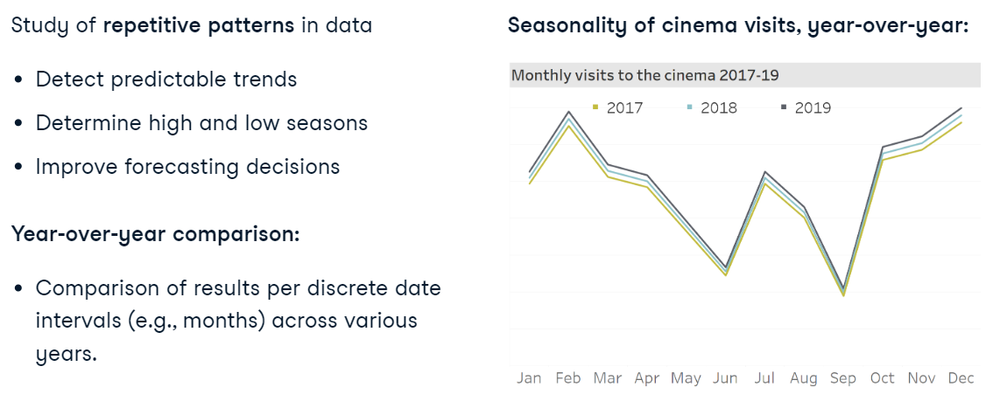 Study of repetitive patterns in data
• Detect predictable trends
• Determine high and low seasons
• Improve forecasting decisions
Year-over-year comparison:
• Comparison of results per discrete date
intervals (e.g., months) across various
years.
Seasonality of cinema visits, year-over-year:
Monthly visits to the cinema 2017-19
2017 2018 2019
Jan Feb Mar Apr May Jun Jul Aug Sep Oct Nov Dec